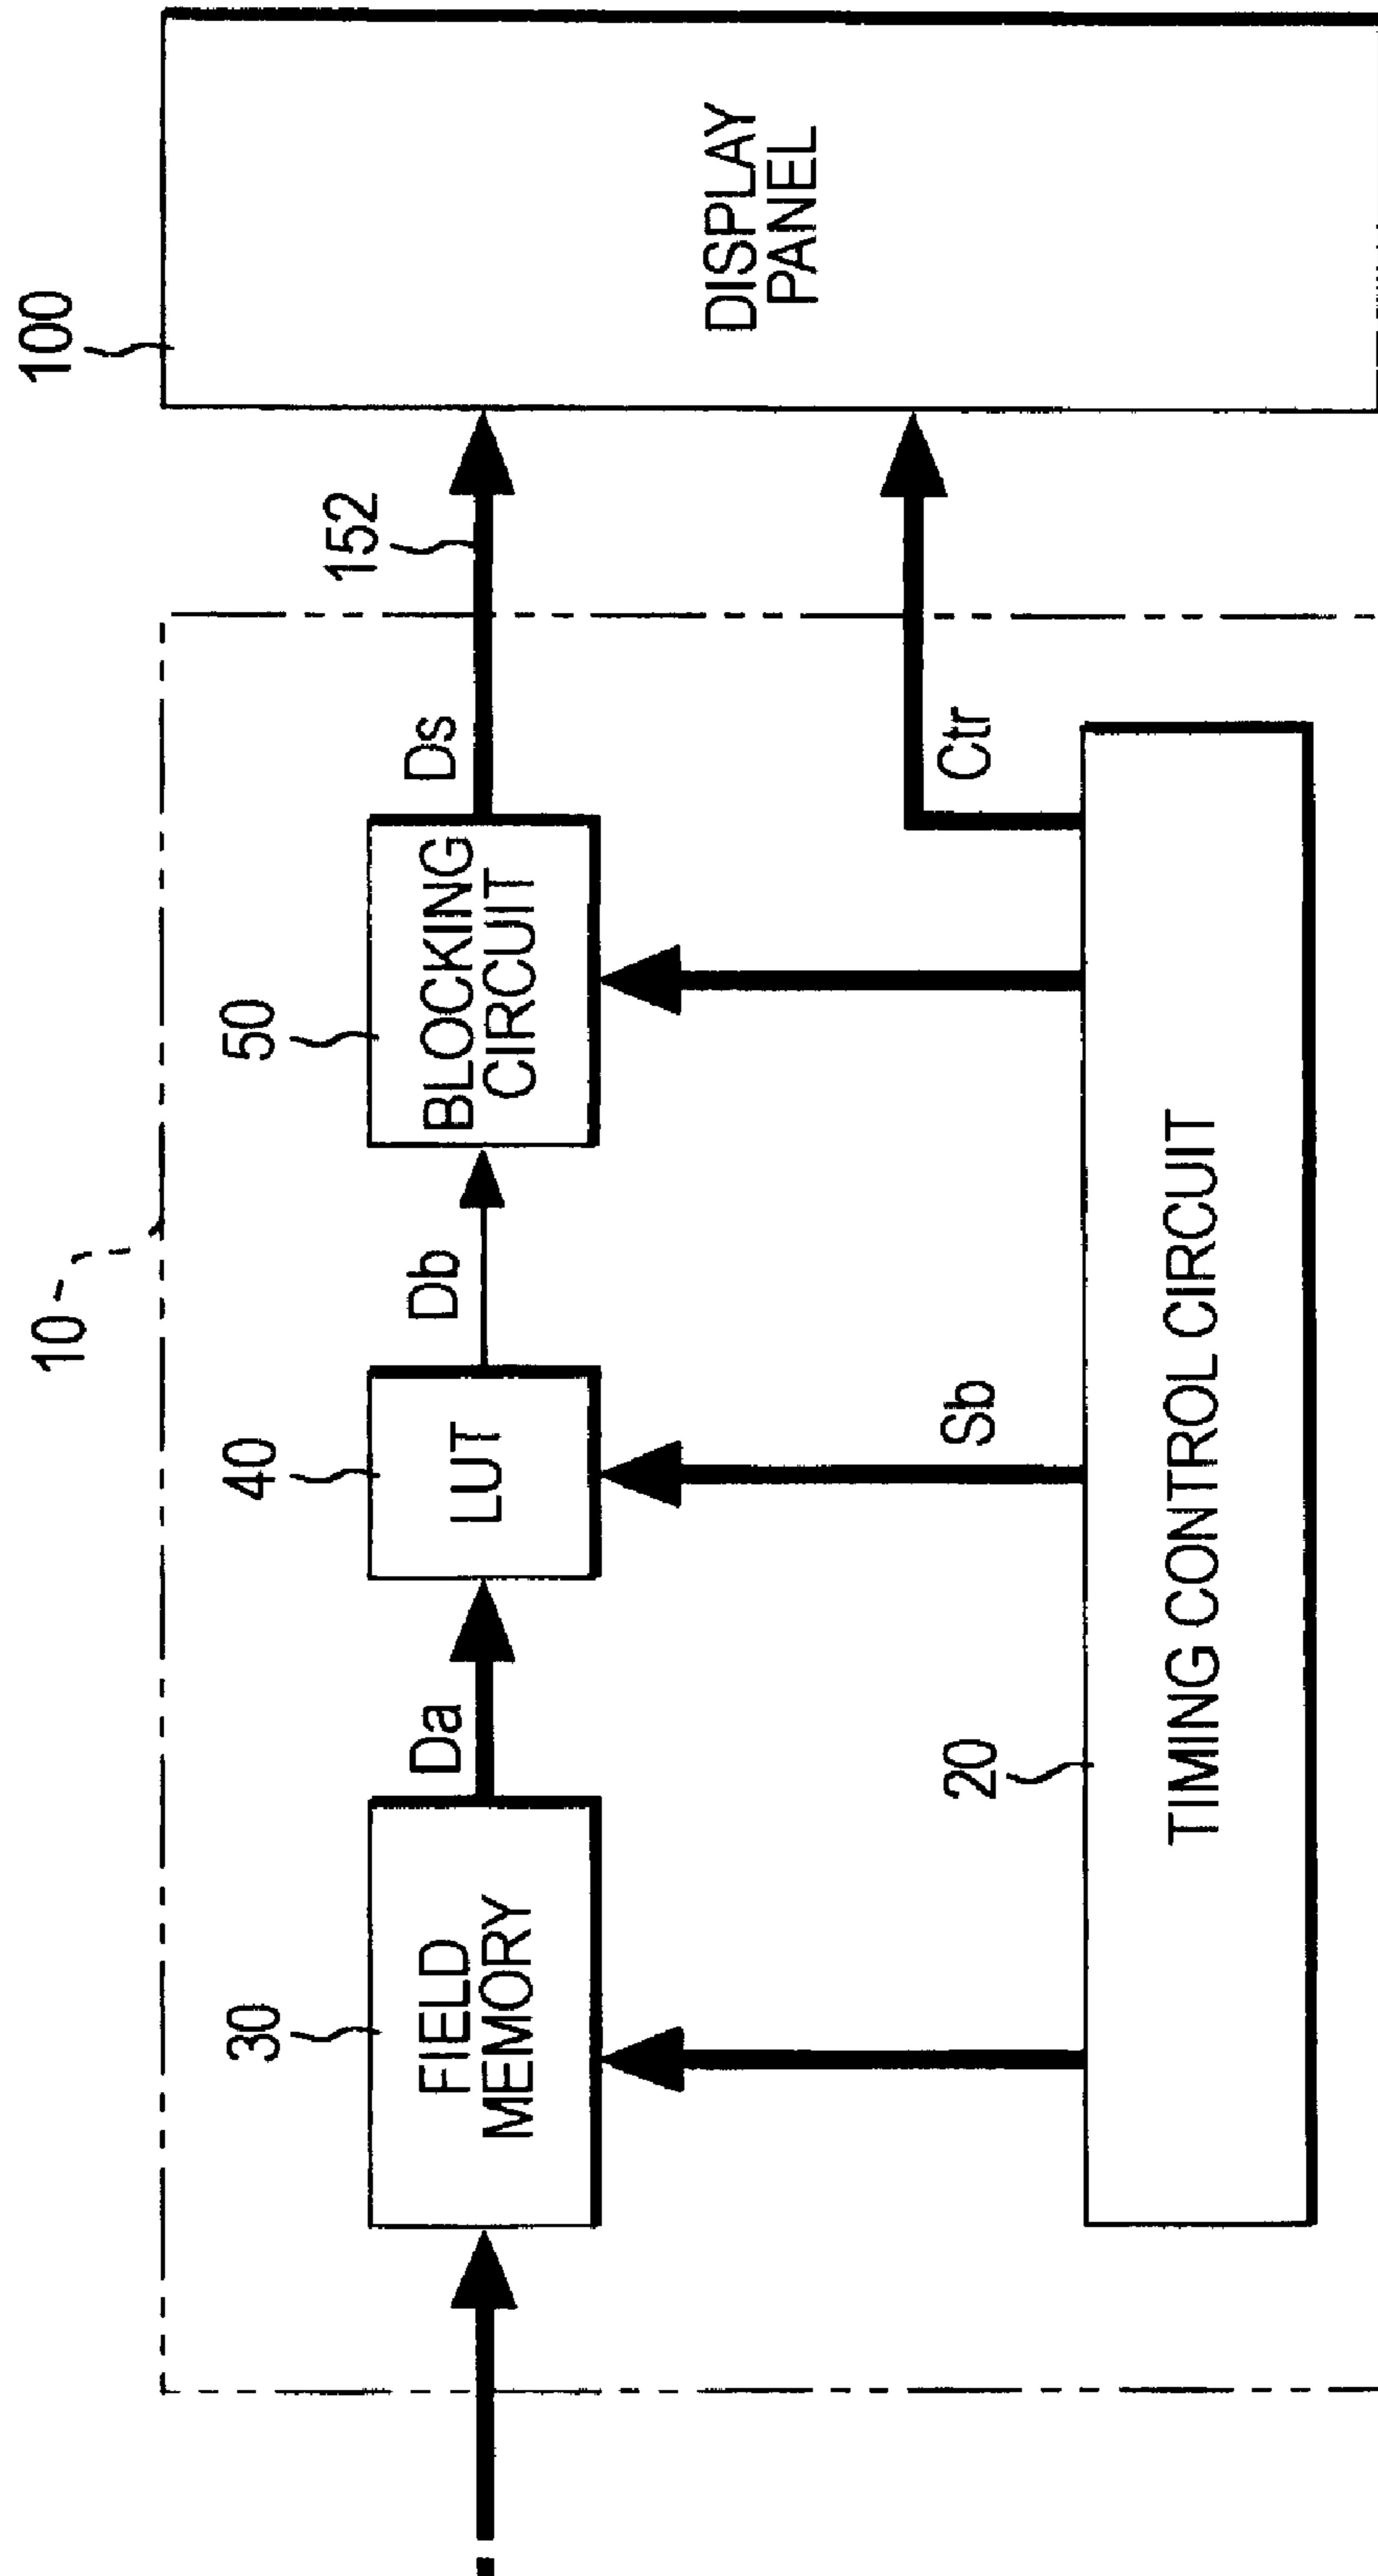 10
100
30
FIELD
MEMORY
Da
40
LUT
Db
50
BLOCKING
CIRCUIT
Ds
152
DISPLAY
PANEL
Sb
Ctr
20
TIMING CONTROL CIRCUIT